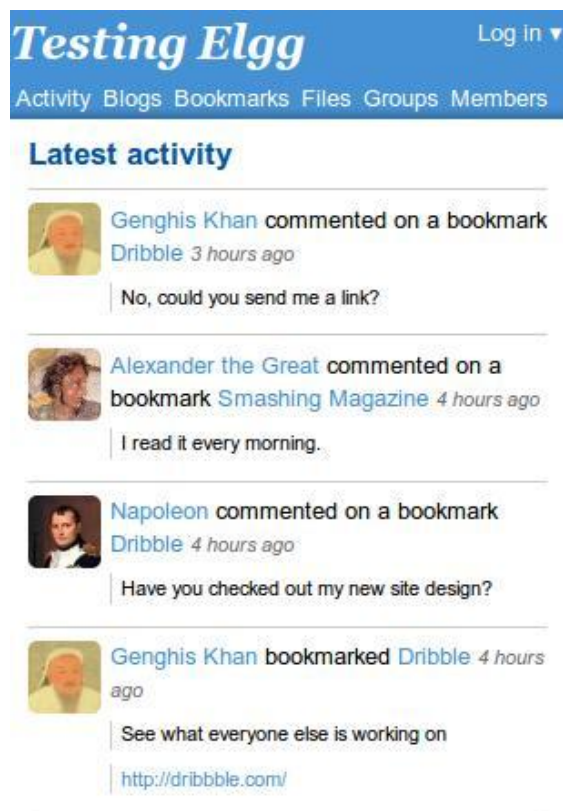 Testing Elgg
Log in ▾
Activity Blogs Bookmarks Files Groups Members
Latest activity
Genghis Khan commented on a bookmark
Dribble 3 hours ago
No, could you send me a link?
Alexander the Great commented on a
bookmark Smashing Magazine 4 hours ago
I read it every morning.
Napoleon commented on a bookmark
Dribble 4 hours ago
Have you checked out my new site design?
Genghis Khan bookmarked Dribble 4 hours
ago
See what everyone else is working on
http://dribbble.com/